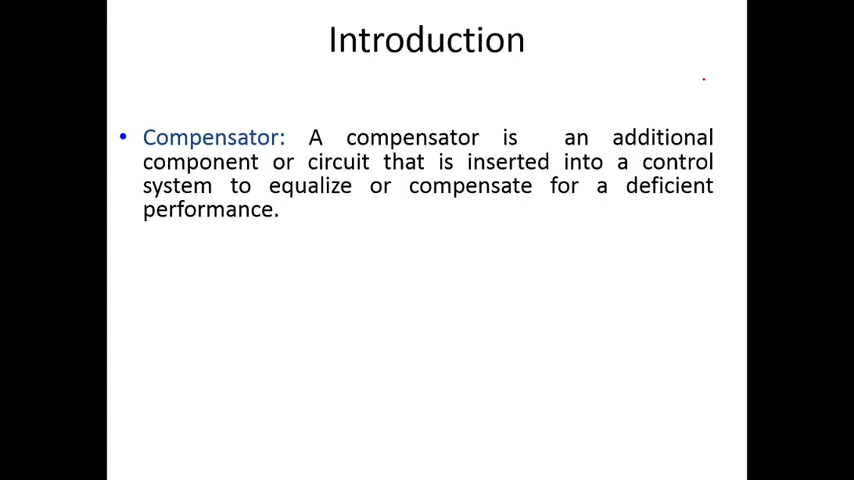 Introduction
• Compensator: A compensator is an additional
component or circuit that is inserted into a control
system to equalize or compensate for a deficient
performance.